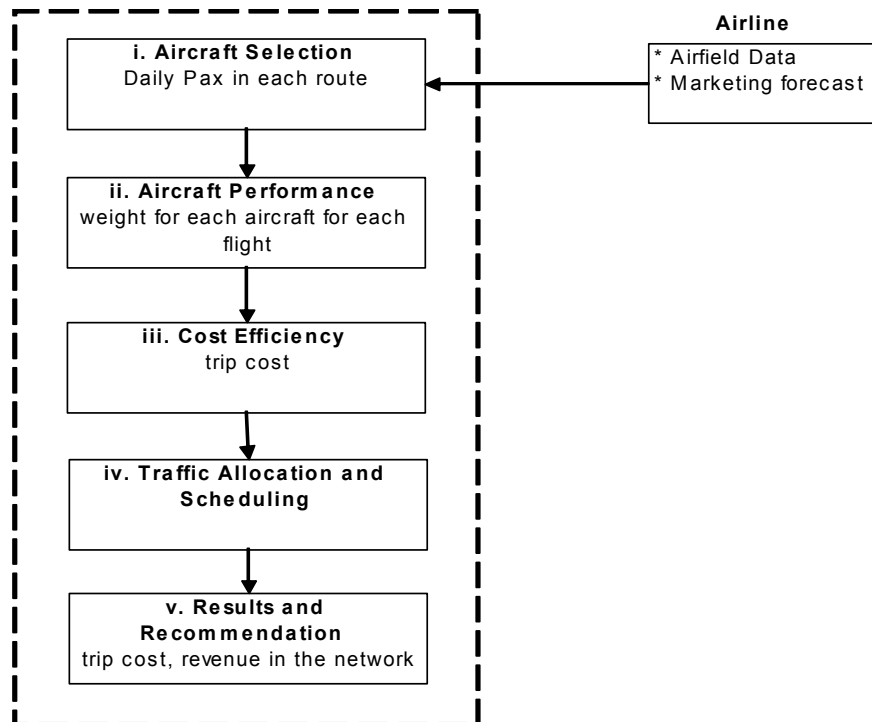 i. Aircraft Selection
Daily Pax in each route
Airline
* Airfield Data
* Marketing forecast
ii. Aircraft Performance
weight for each aircraft for each
flight
iii. Cost Efficiency
trip cost
iv. Traffic Allocation and
Scheduling
v. Results and
Recommendation
trip cost, revenue in the network